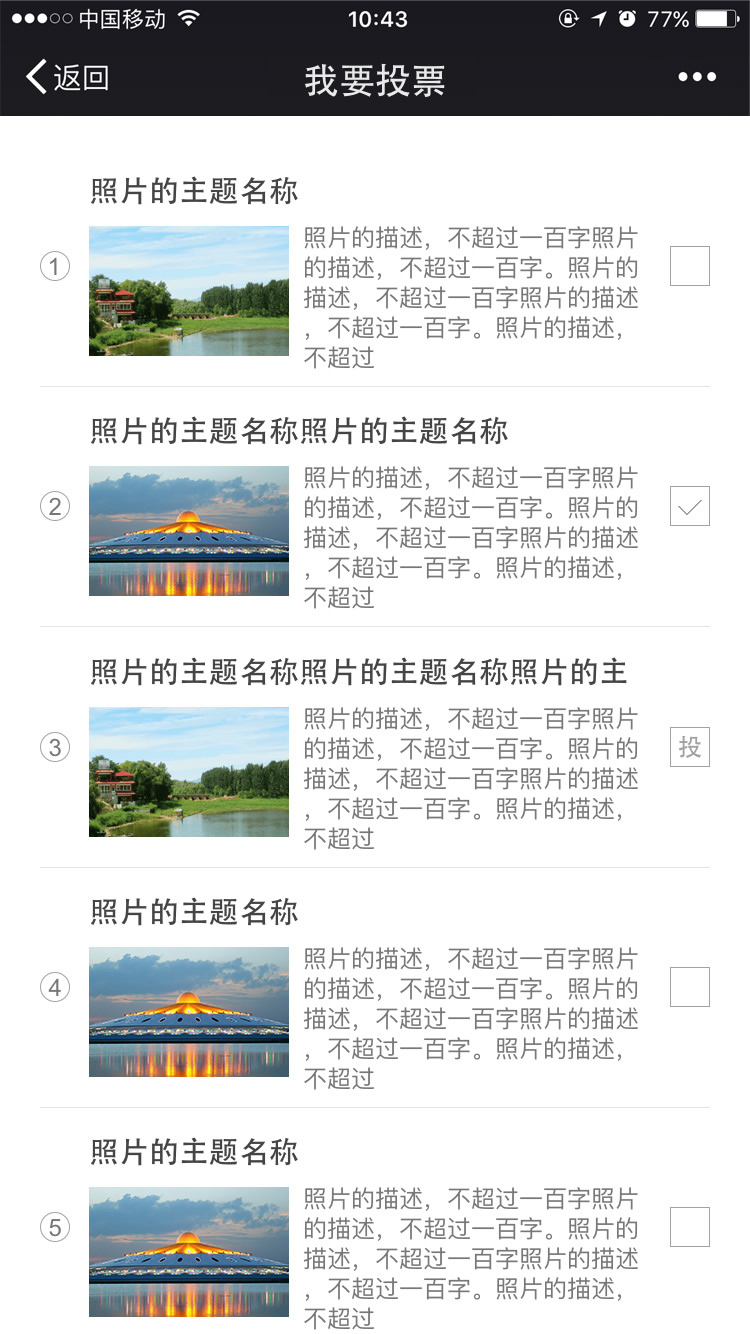 中国移动 10:43 77%
返回 我要投票 •••
照片的主题名称
1
照片的描述，不超过一百字照片
的描述，不超过一百字。照片的
描述，不超过一百字照片的描述
，不超过一百字。照片的描述，
不超过
照片的主题名称照片的主题名称
2
照片的描述，不超过一百字照片
的描述，不超过一百字。照片的
描述，不超过一百字照片的描述
，不超过一百字。照片的描述，
不超过
照片的主题名称照片的主题名称照片的主
3
照片的描述，不超过一百字照片
的描述，不超过一百字。照片的
描述，不超过一百字照片的描述
，不超过一百字。照片的描述，
不超过
投
照片的主题名称
4
照片的描述，不超过一百字照片
的描述，不超过一百字。照片的
描述，不超过一百字照片的描述
，不超过一百字。照片的描述，
不超过
照片的主题名称
5
照片的描述，不超过一百字照片
的描述，不超过一百字。照片的
描述，不超过一百字照片的描述
，不超过一百字。照片的描述，
不超过